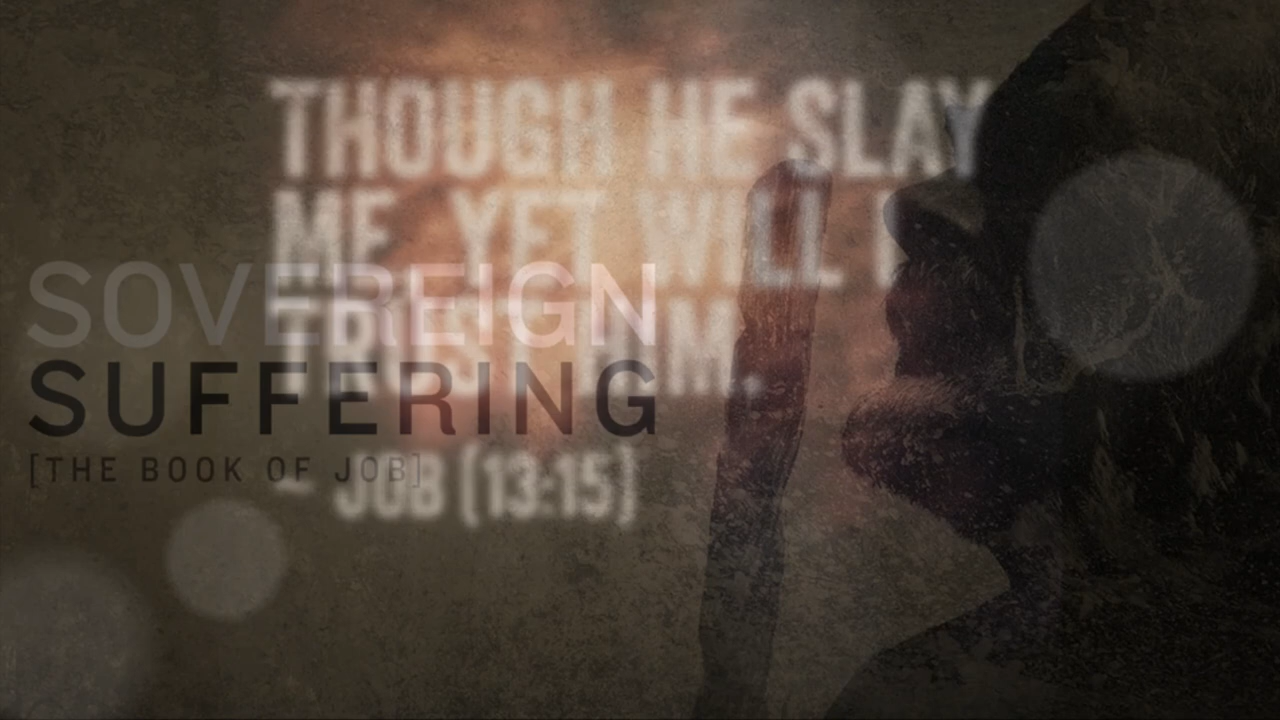 THOUGH HE SLAY
ME, YET WILL I
TRUST HIM.
SOVEREIGN
SUFFERING
[THE BOOK OF JOB]
– JOB (13:15)